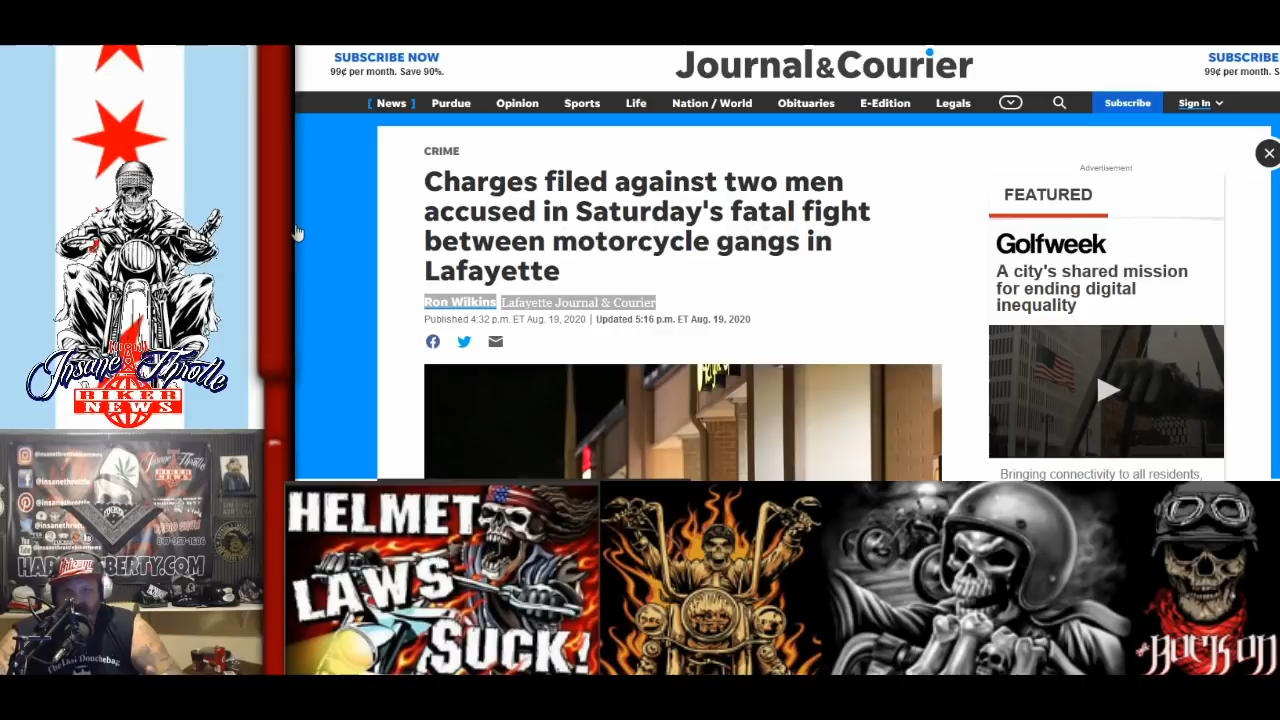 SUBSCRIBE NOW
99¢ per month. Save 90%.
Journal&Courier
SUBSCRIBE
99¢ per month. S
[ News ] Purdue Opinion Sports Life Nation / World Obituaries E-Edition Legals Subscribe Sign In
CRIME
Charges filed against two men
accused in Saturday's fatal fight
between motorcycle gangs in
Lafayette
Ron Wilkins Lafayette Journal & Courier
Published 4:32 p.m. ET Aug. 19, 2020 | Updated 5:16 p.m. ET Aug. 19, 2020
Advertisement
FEATURED
Golfweek
A city's shared mission
for ending digital
inequality
Bringing connectivity to all residents,
Insane Throttle
BIKER
NEWS
@insanethrottlebikernews
@insanethrottle
HELMET
LAWS
SUCK!
ROCK ON